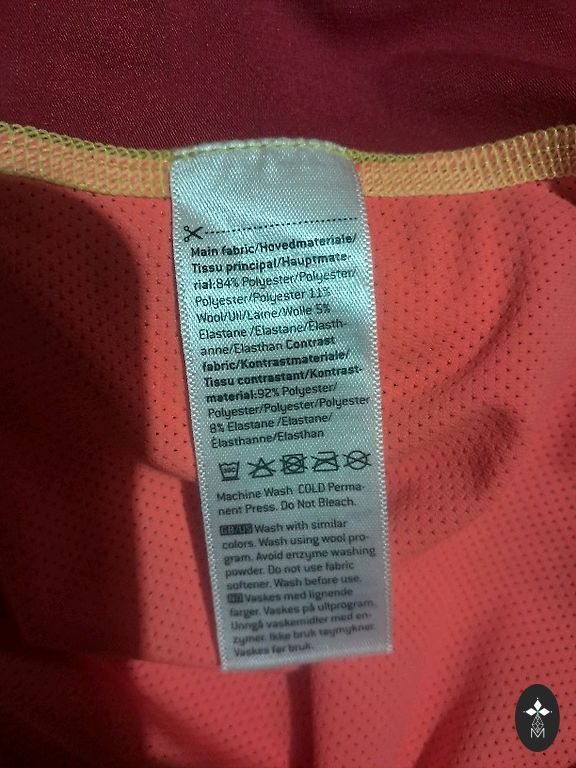 Main fabric/Hovedmateriale/
Tissu principal/Hauptmate-
rial:84% Polyester/Polyester/
Polyester/Polyester 11%
Wool/Ull/Laine/Wolle 5%
Elastane /Elastane/Élasth-
anne/Elasthan Contrast
fabric/Kontrastmateriale/
Tissu contrastant/Kontrast-
material:92% Polyester/
Polyester/Polyester/Polyester
8% Elastane /Elastane/
Élasthanne/Elasthan
Machine Wash COLD Perma-
nent Press. Do Not Bleach.
GB/US Wash with similar
colors. Wash using wool pro-
gram. Avoid enzyme washing
powder. Do not use fabric
softener. Wash before use.
NO Vaskes med lignende
farger. Vaskes på ullprogram.
Unngå vaskemidler med en-
zymer. Ikke bruk tøymykner.
Vaskes før bruk.
M